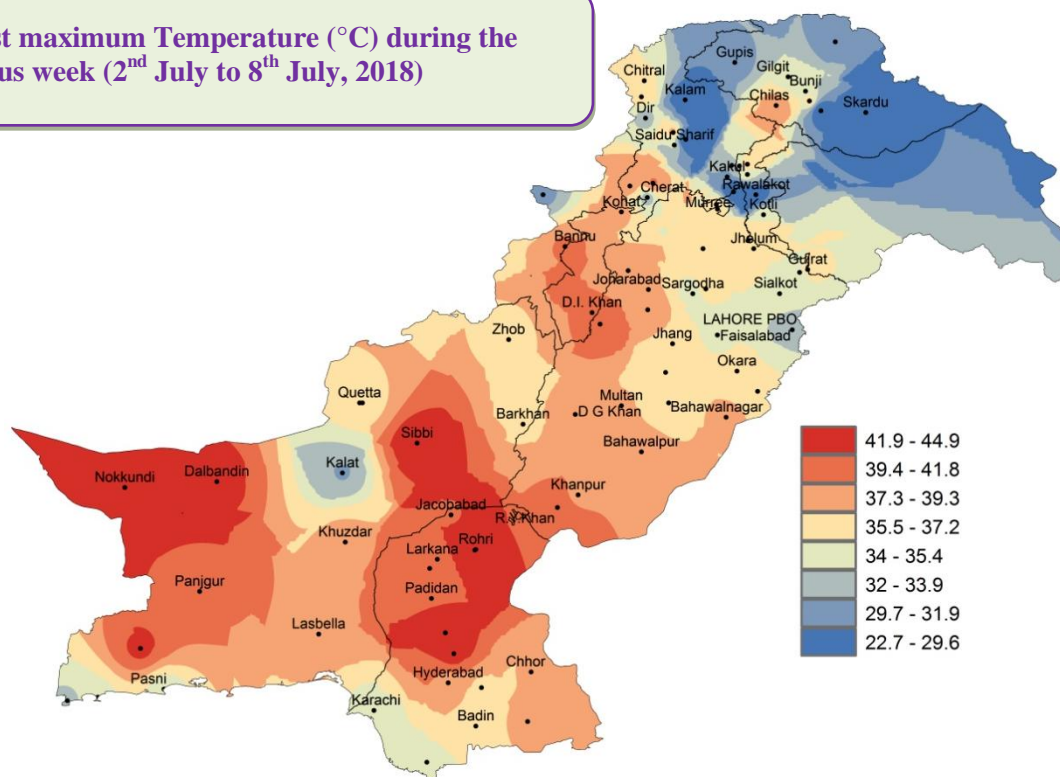 st maximum Temperature (°C) during the
us week (2nd July to 8th July, 2018)
Gupis
Chitral
Gilgit
Bunji
Kalam
Chilas
Skardu
Dir
Saidu Sharif
Kakul
Cherat
Rawalakot
Kohat
Murree
Kotli
Bannu
Jhelum
Gujrat
Joharabad
Sargodha
Sialkot
D.I. Khan
LAHORE PBO
Zhob
Jhang
Faisalabad
Okara
Quetta
Multan
Barkhan
D G Khan
Bahawalnagar
Sibbi
Bahawalpur
Kalat
Nokkundi
Dalbandin
Khanpur
Jacobabad
R.Y.Khan
Khuzdar
Rohri
Larkana
Panjgur
Padidan
Lasbella
Chhor
Hyderabad
Pasni
Karachi
Badin
41.9 - 44.9
39.4 - 41.8
37.3 - 39.3
35.5 - 37.2
34 - 35.4
32 - 33.9
29.7 - 31.9
22.7 - 29.6